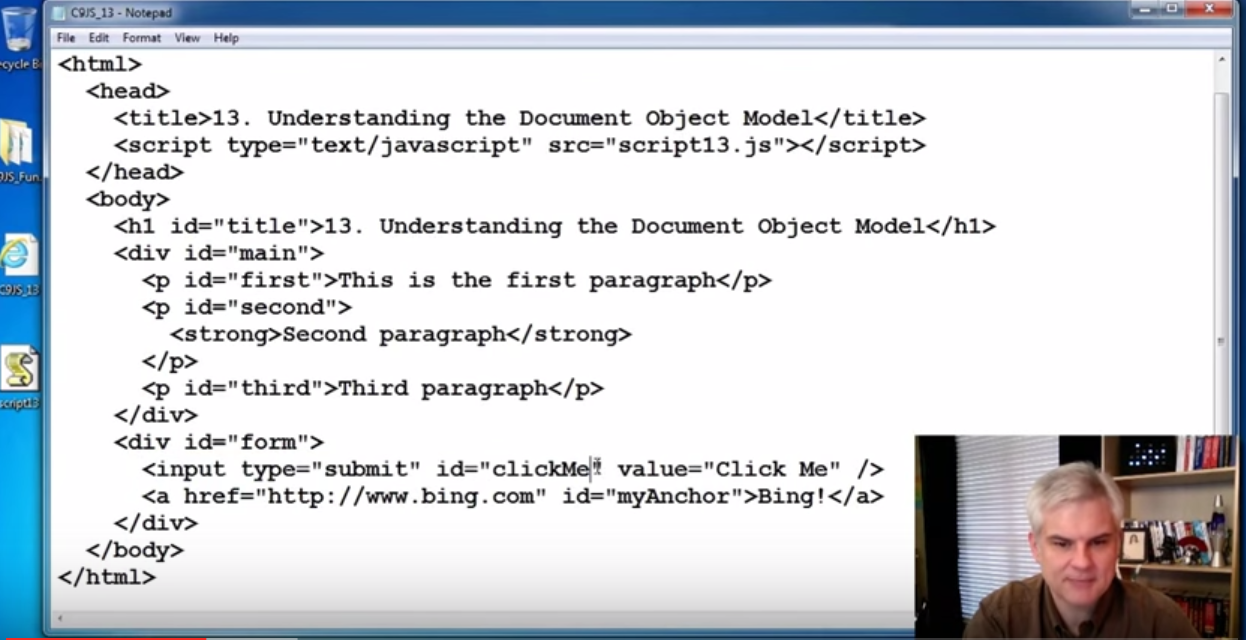 C9JS_13 - Notepad
File Edit Format View Help
<html>
<head>
<title>13. Understanding the Document Object Model</title>
<script type="text/javascript" src="script13.js"></script>
</head>
<body>
<h1 id="title">13. Understanding the Document Object Model</h1>
<div id="main">
<p id="first">This is the first paragraph</p>
<p id="second">
<strong>Second paragraph</strong>
</p>
<p id="third">Third paragraph</p>
</div>
<div id="form">
<input type="submit" id="clickMe" value="Click Me" />
<a href="http://www.bing.com" id="myAnchor">Bing!</a>
</div>
</body>
</html>
ecycle B
9JS_Fun.
C9JS_13
script13